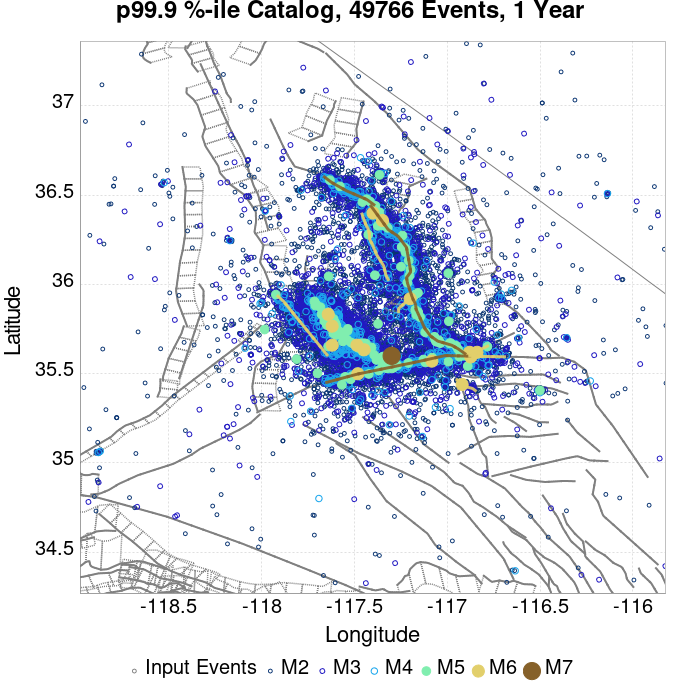 p99.9 %-ile Catalog, 49766 Events, 1 Year
37
36.5
36
35.5
35
34.5
Latitude
-118.5 -118 -117.5 -117 -116.5 -116
Longitude
Input Events M2 M3 M4 M5 M6 M7